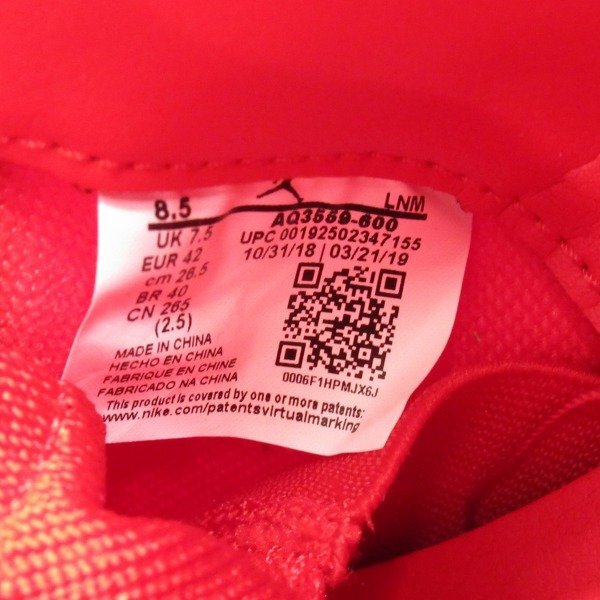 8.5 LNM
UK 7.5 AQ3559-600
EUR 42 UPC 00192502347155
cm 26.5 10/31/18 | 03/21/19
BR 40
CN 265
(2.5)
MADE IN CHINA
HECHO EN CHINA
FABRIQUE EN CHINE
FABRICADO NA CHINA
0006F1HPMJX6J
This product is covered by one or more patents:
www.nike.com/patentsvirtualmarking